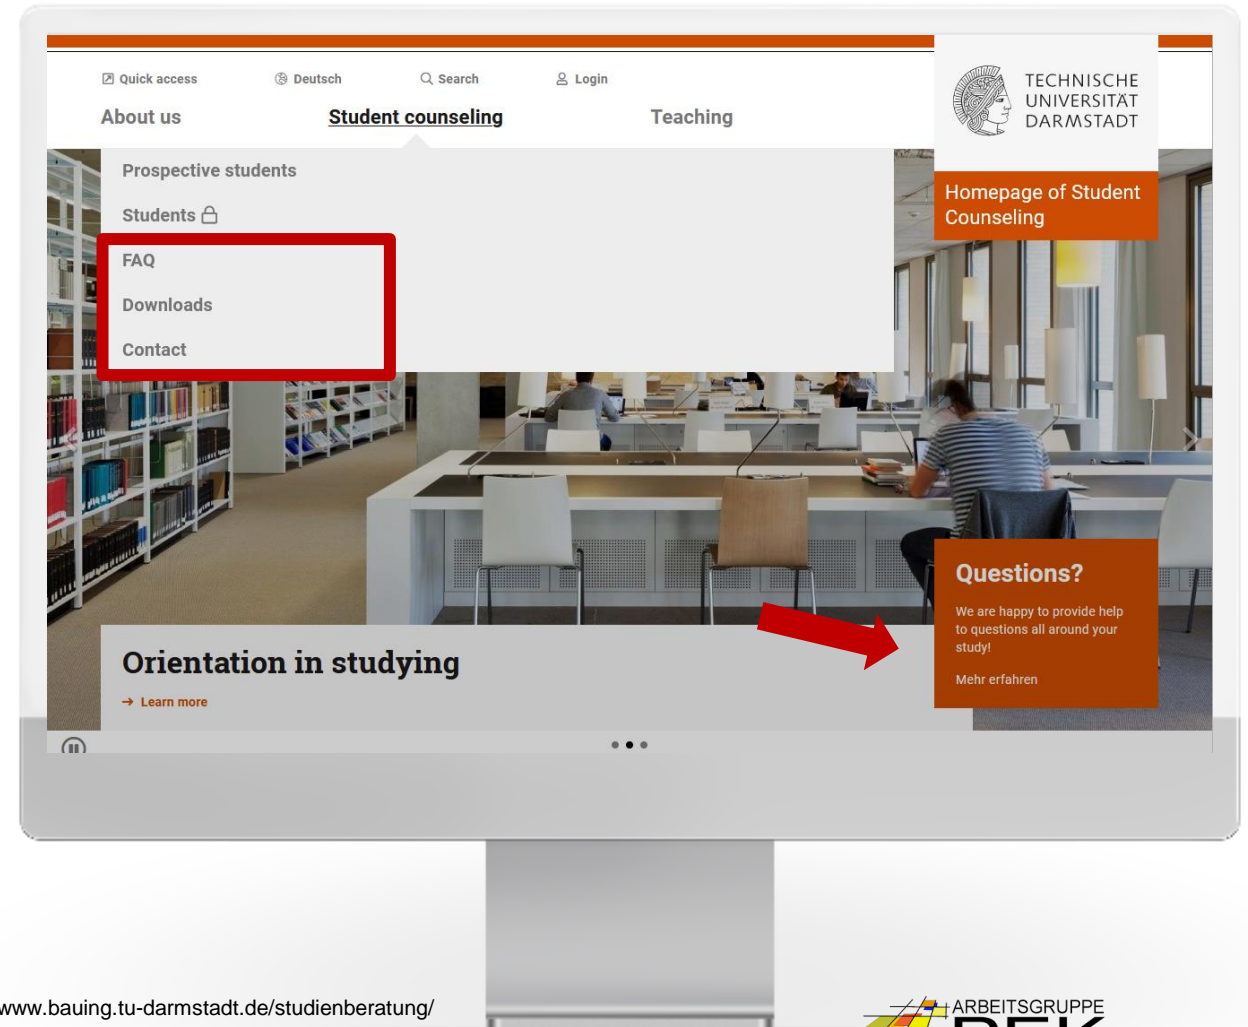 Quick access
Deutsch
Search
Login
About us
Student counseling
Teaching
TECHNISCHE
UNIVERSITÄT
DARMSTADT
Homepage of Student
Counseling
Prospective students
Students
FAQ
Downloads
Contact
Questions?
We are happy to provide help
to questions all around your
study!
Mehr erfahren
Orientation in studying
→ Learn more
www.bauing.tu-darmstadt.de/studienberatung/
ARBEITSGRUPPE